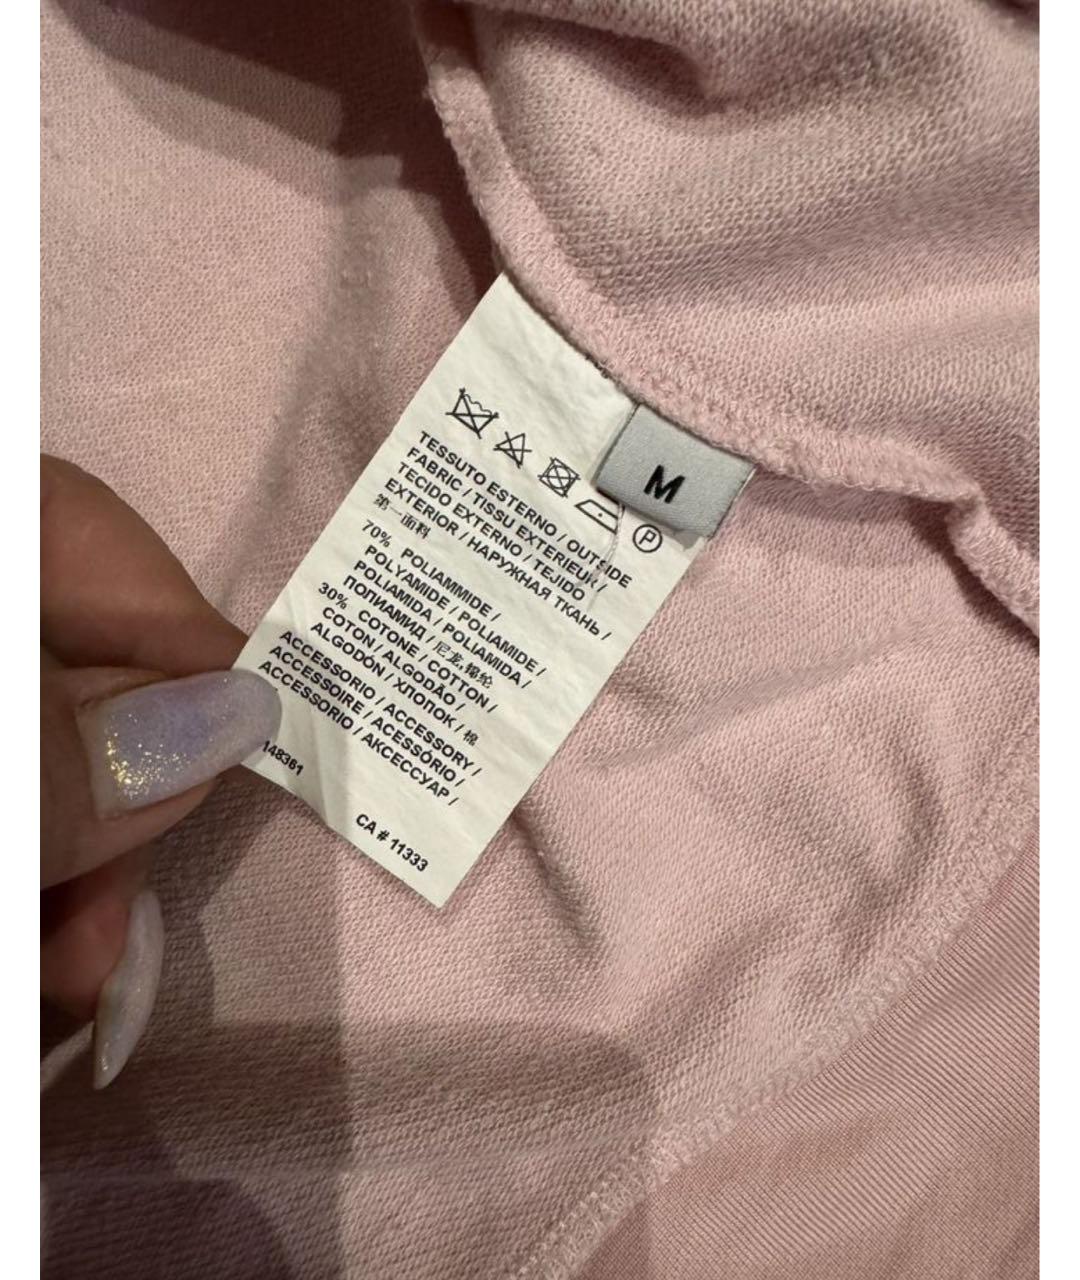 M
P
TESSUTO ESTERNO / OUTSIDE
FABRIC / TISSU EXTERIEUR /
TECIDO EXTERNO / TEJIDO
EXTERIOR / НАРУЖНАЯ ТКАНЬ /
第一面料
70% POLIAMMIDE /
POLYAMIDE / POLIAMIDE /
POLIAMIDA / POLIAMIDA /
ПОЛИАМИД / 尼龙,锦纶
30% COTONE / COTTON /
COTON / ALGODÃO /
ALGODÓN / ХЛОПОК / 棉
ACCESSORIO / ACCESSORY /
ACCESSOIRE / ACESSÓRIO /
ACCESORIO / АКСЕССУАР /
148361
CA # 11333